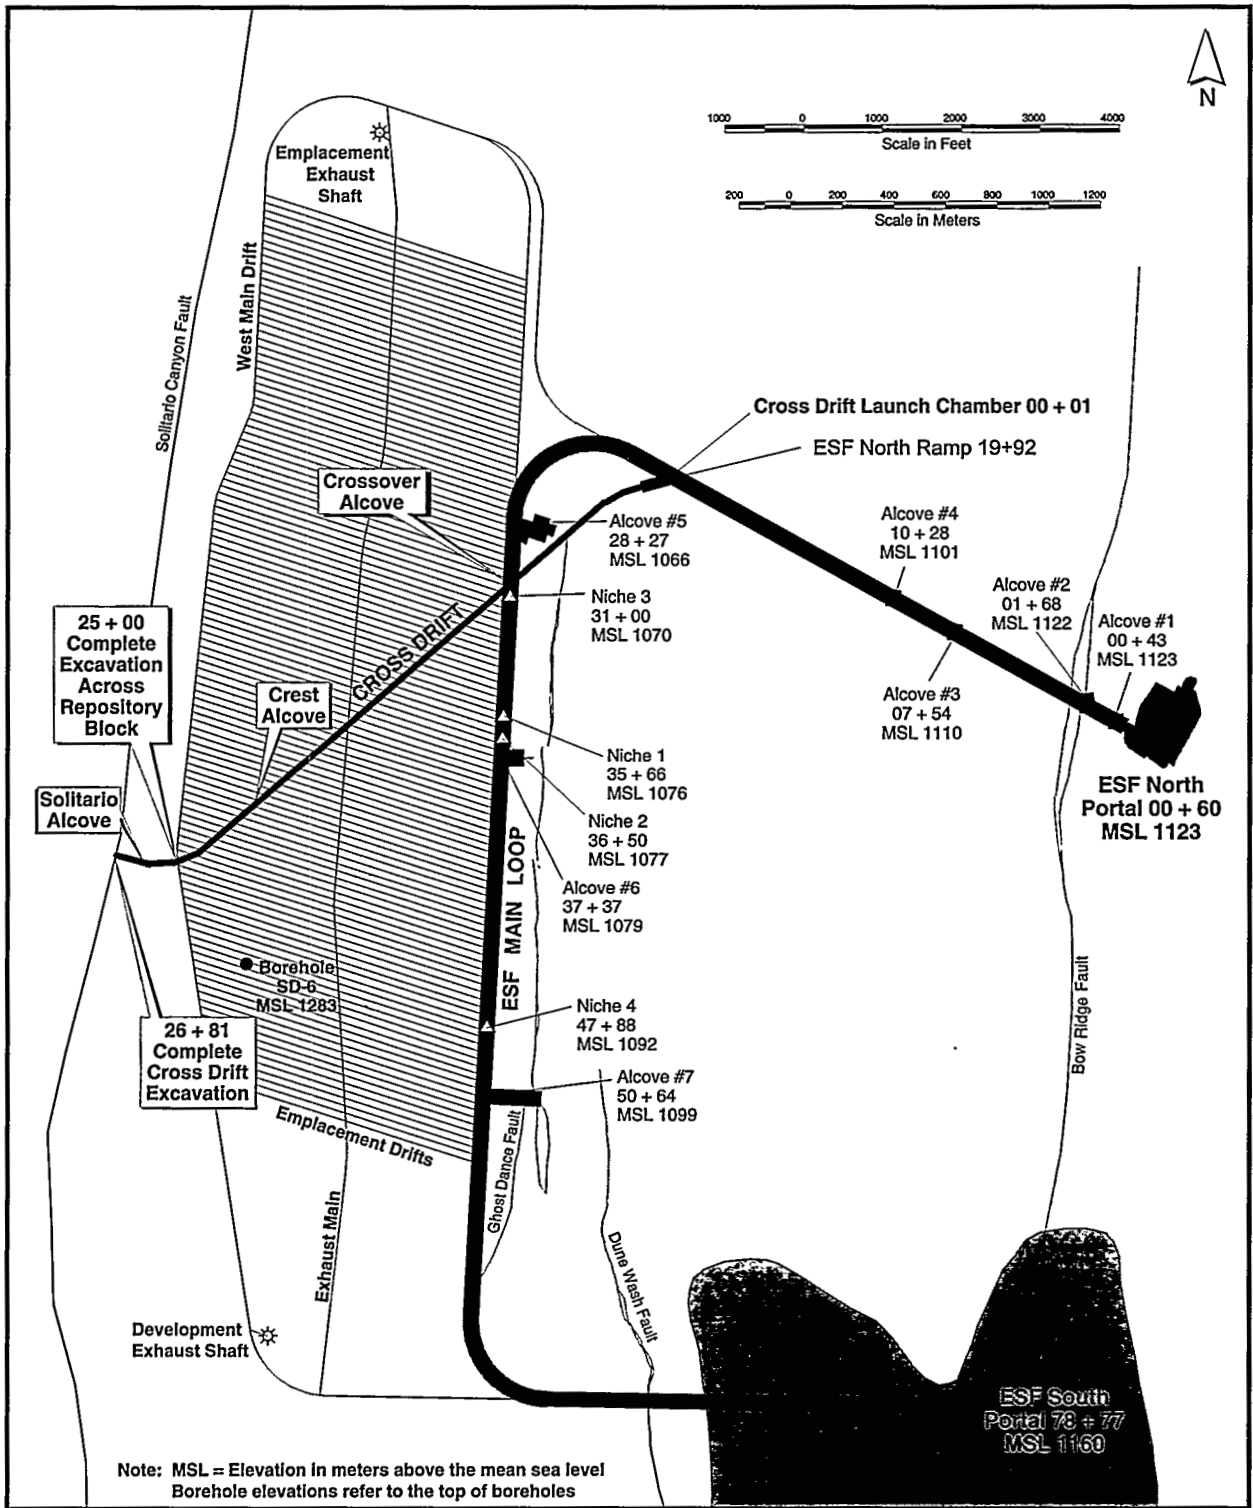 N
1000 0 1000 2000 3000 4000
Scale in Feet
200 0 200 400 600 800 1000 1200
Scale in Meters
Emplacement
Exhaust
Shaft
West Main Drift
Solitario Canyon Fault
Cross Drift Launch Chamber 00 + 01
ESF North Ramp 19+92
Crossover
Alcove
Alcove #5
28 + 27
MSL 1066
Alcove #4
10 + 28
MSL 1101
Alcove #2
01 + 68
MSL 1122
Alcove #1
00 + 43
MSL 1123
Niche 3
31 + 00
MSL 1070
CROSS DRIFT
25 + 00
Complete
Excavation
Across
Repository
Block
Crest
Alcove
Alcove #3
07 + 54
MSL 1110
Niche 1
35 + 66
MSL 1076
ESF North
Portal 00 + 60
MSL 1123
Solitario
Alcove
Niche 2
36 + 50
MSL 1077
ESF MAIN LOOP
Alcove #6
37 + 37
MSL 1079
Borehole
SD-6
MSL 1283
Bow Ridge Fault
Niche 4
47 + 88
MSL 1092
26 + 81
Complete
Cross Drift
Excavation
Alcove #7
50 + 64
MSL 1099
Emplacement Drifts
Ghost Dance Fault
Exhaust Main
Dune Wash Fault
Development
Exhaust Shaft
ESF South
Portal 78 + 77
MSL 1160
Note: MSL = Elevation in meters above the mean sea level
Borehole elevations refer to the top of boreholes